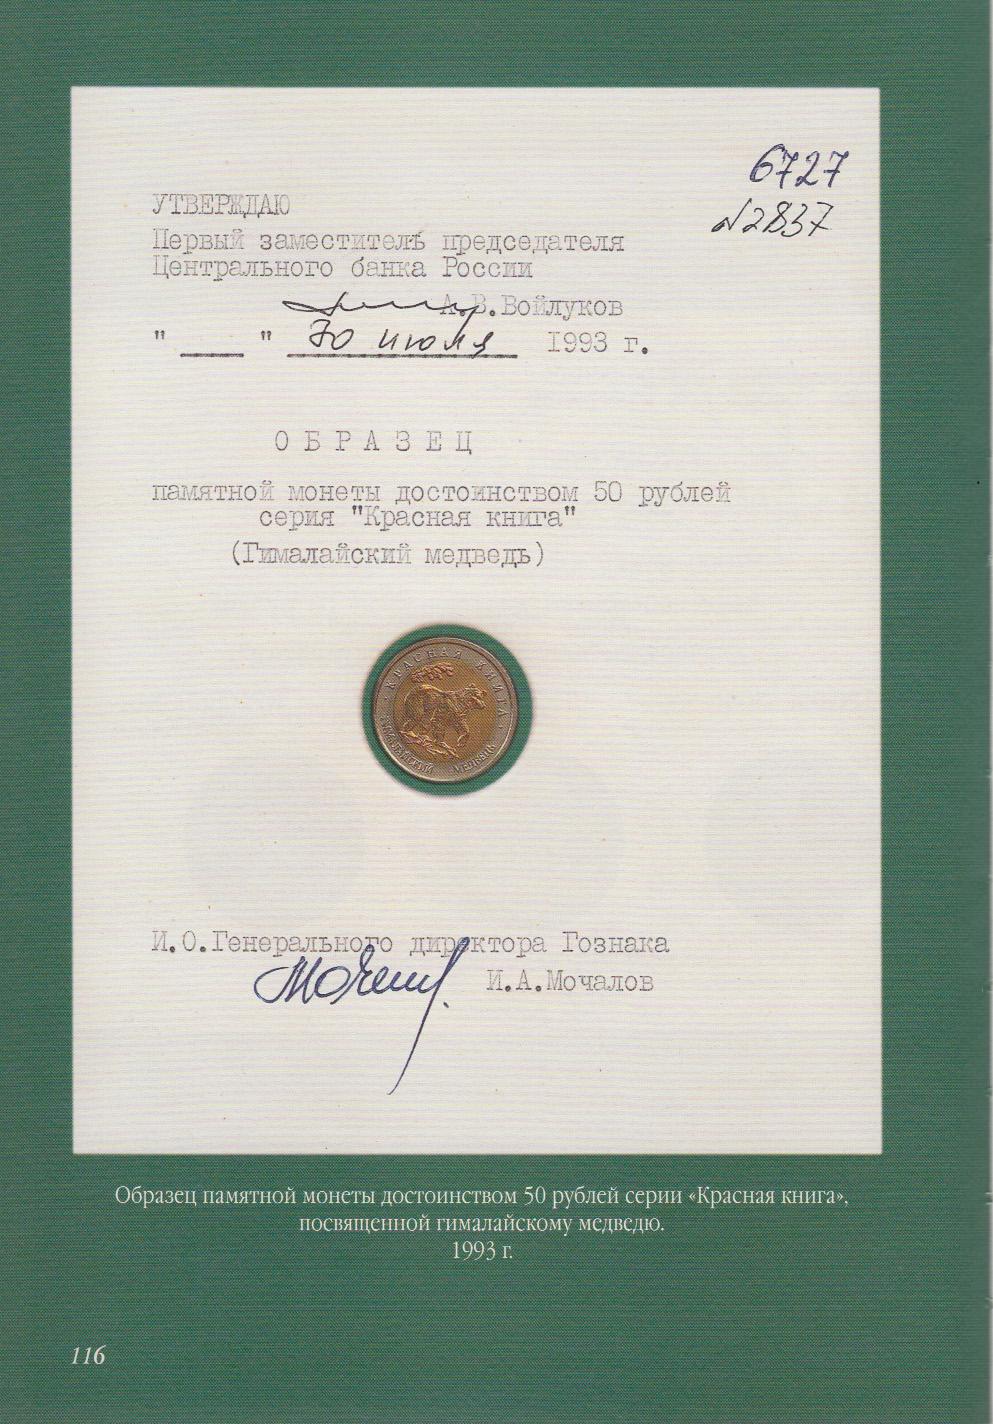 6727
N2837
УТВЕРЖДАЮ
Первый заместитель председателя
Центрального банка России
А.В.Войлуков
" ___ " 30 июля 1993 г.
О Б Р А З Е Ц
памятной монеты достоинством 50 рублей
серия "Красная книга"
(Гималайский медведь)
КРАСНАЯ КНИГА
ГИМАЛАЙСКИЙ МЕДВЕДЬ
И.О.Генерального директора Гознака
И.А.Мочалов
Образец памятной монеты достоинством 50 рублей серии «Красная книга»,
посвященной гималайскому медведю.
1993 г.
116